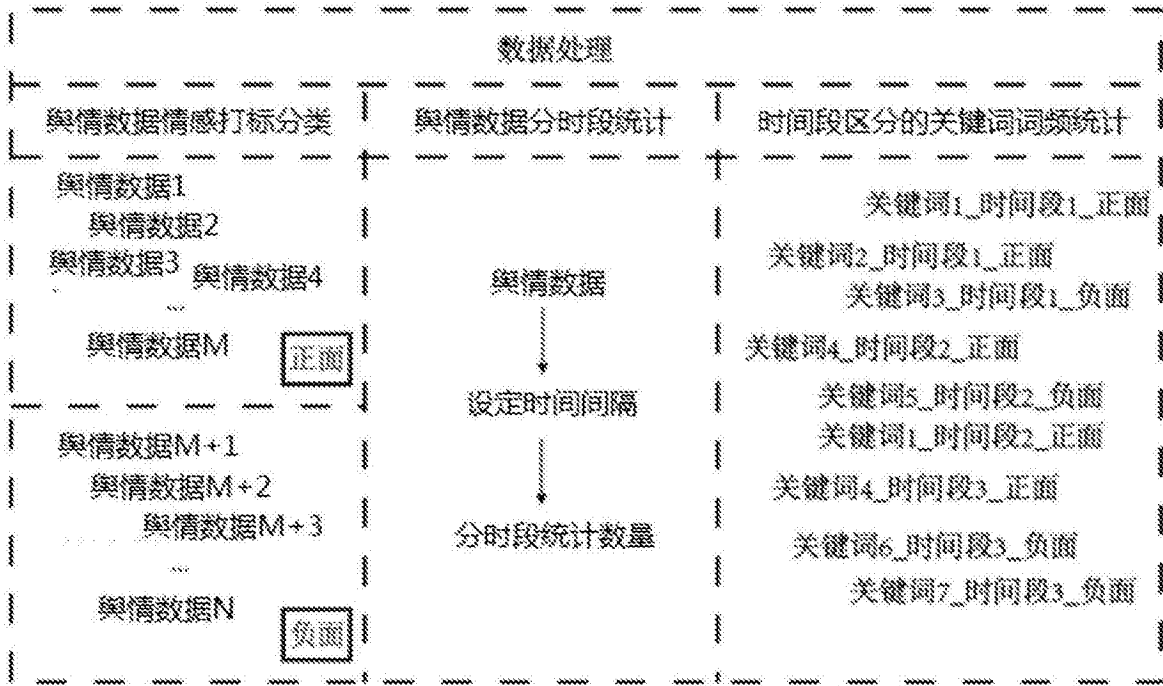 数据处理
舆情数据情感打标分类
舆情数据分时段统计
时间段区分的关键词词频统计
舆情数据1
舆情数据2
舆情数据3
舆情数据4
...
舆情数据M
正面
舆情数据M+1
舆情数据M+2
舆情数据M+3
...
舆情数据N
负面
舆情数据
设定时间间隔
分时段统计数量
关键词1_时间段1_正面
关键词2_时间段1_正面
关键词3_时间段1_负面
关键词4_时间段2_正面
关键词5_时间段2_负面
关键词1_时间段2_正面
关键词4_时间段3_正面
关键词6_时间段3_负面
关键词7_时间段3_负面